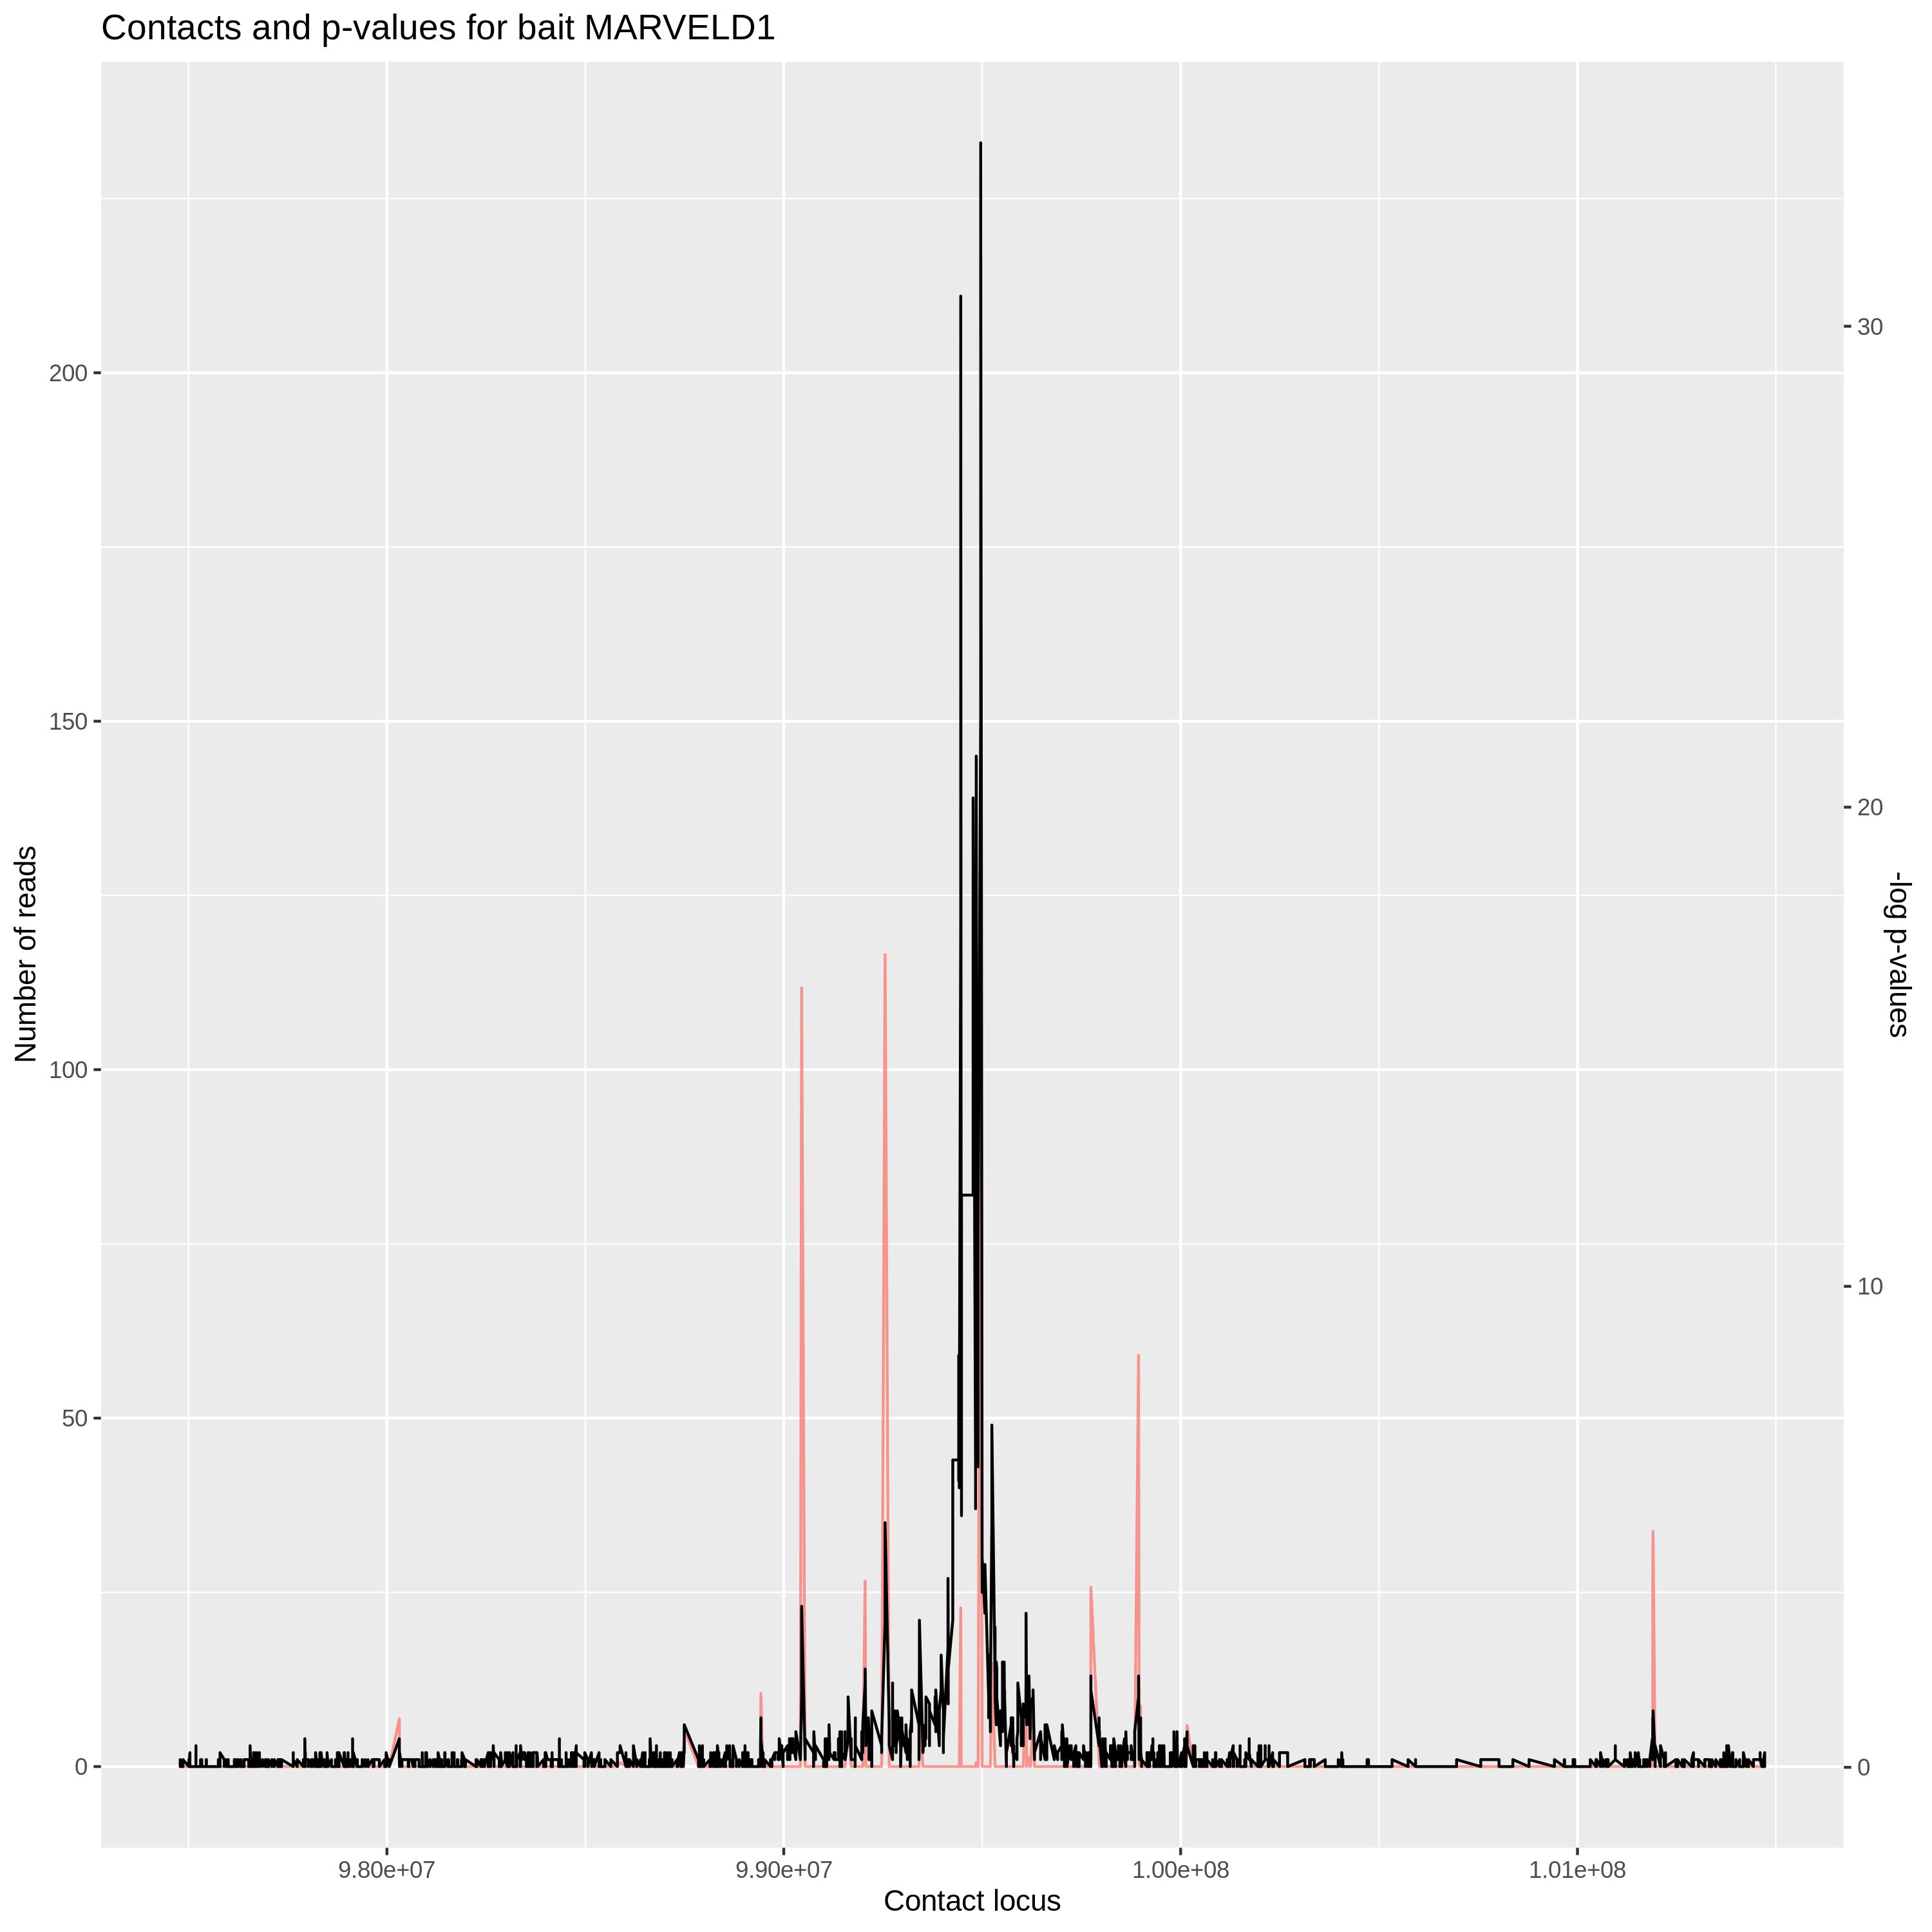 Contacts and p-values for bait MARVELD1
200
150
100
50
0
Number of reads
30
20
10
0
-log p-values
9.80e+07
9.90e+07
1.00e+08
1.01e+08
Contact locus